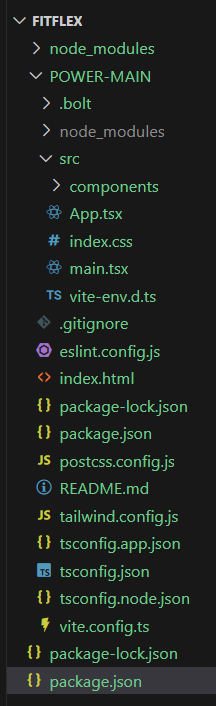 FITFLEX
node_modules
POWER-MAIN
.bolt
node_modules
src
components
App.tsx
# index.css
main.tsx
TS vite-env.d.ts
.gitignore
eslint.config.js
<> index.html
{} package-lock.json
{} package.json
JS postcss.config.js
README.md
JS tailwind.config.js
{} tsconfig.app.json
TS tsconfig.json
{} tsconfig.node.json
vite.config.ts
{} package-lock.json
{} package.json